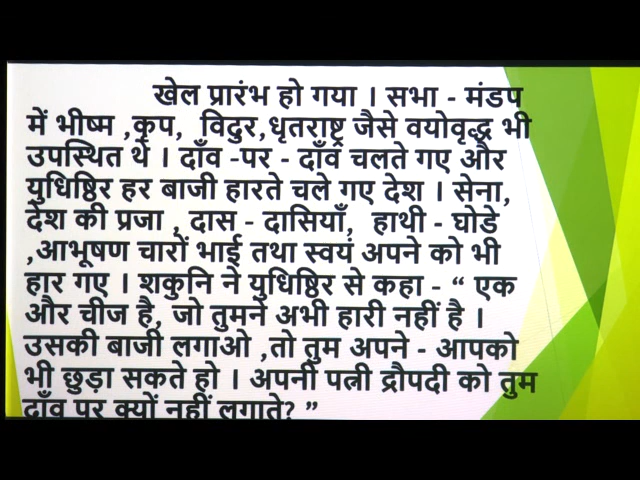 खेल प्रारंभ हो गया । सभा - मंडप
में भीष्म ,कृप, विदुर,धृतराष्ट्र जैसे वयोवृद्ध भी
उपस्थित थे । दाँव -पर - दाँव चलते गए और
युधिष्ठिर हर बाजी हारते चले गए देश । सेना,
देश की प्रजा , दास - दासियाँ, हाथी - घोडे
,आभूषण चारों भाई तथा स्वयं अपने को भी
हार गए । शकुनि ने युधिष्ठिर से कहा - “ एक
और चीज है, जो तुमने अभी हारी नहीं है ।
उसकी बाजी लगाओ ,तो तुम अपने - आपको
भी छुड़ा सकते हो । अपनी पत्नी द्रौपदी को तुम
दाँव पर क्यों नहीं लगाते? ”